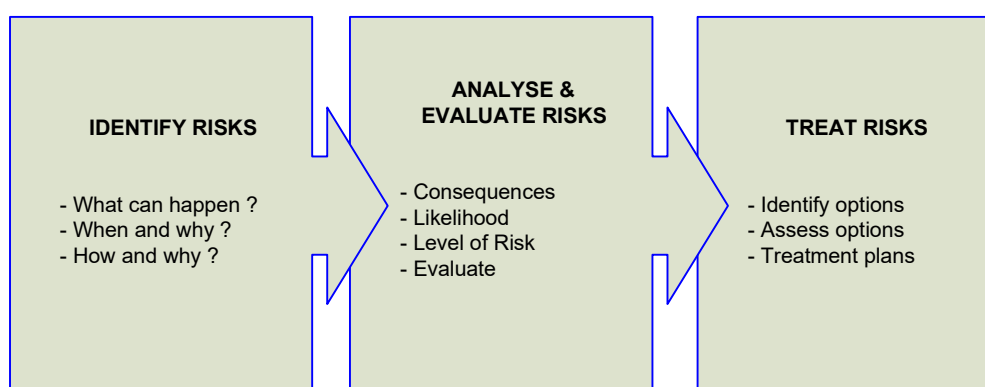 IDENTIFY RISKS
- What can happen ?
- When and why ?
- How and why ?
ANALYSE &
EVALUATE RISKS
- Consequences
- Likelihood
- Level of Risk
- Evaluate
TREAT RISKS
- Identify options
- Assess options
- Treatment plans